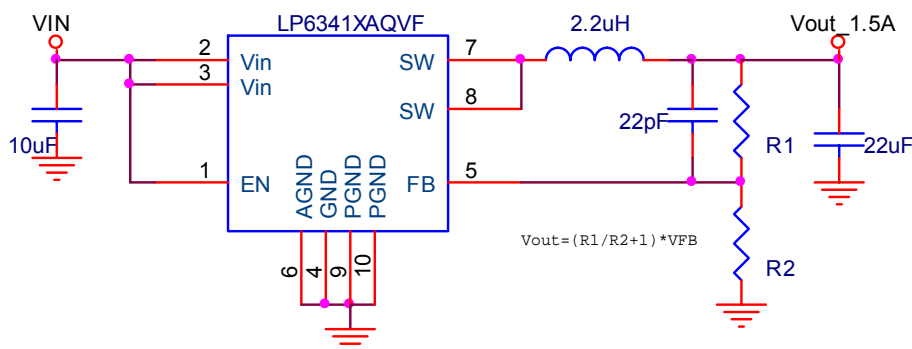 VIN
LP6341XAQVF
2.2uH
Vout_1.5A
2
Vin
3
Vin
7
SW
8
SW
10uF
22pF
R1
22uF
1
EN
5
FB
AGND
GND
PGND
PGND
6
4
9
10
Vout=(R1/R2+1)*VFB
R2